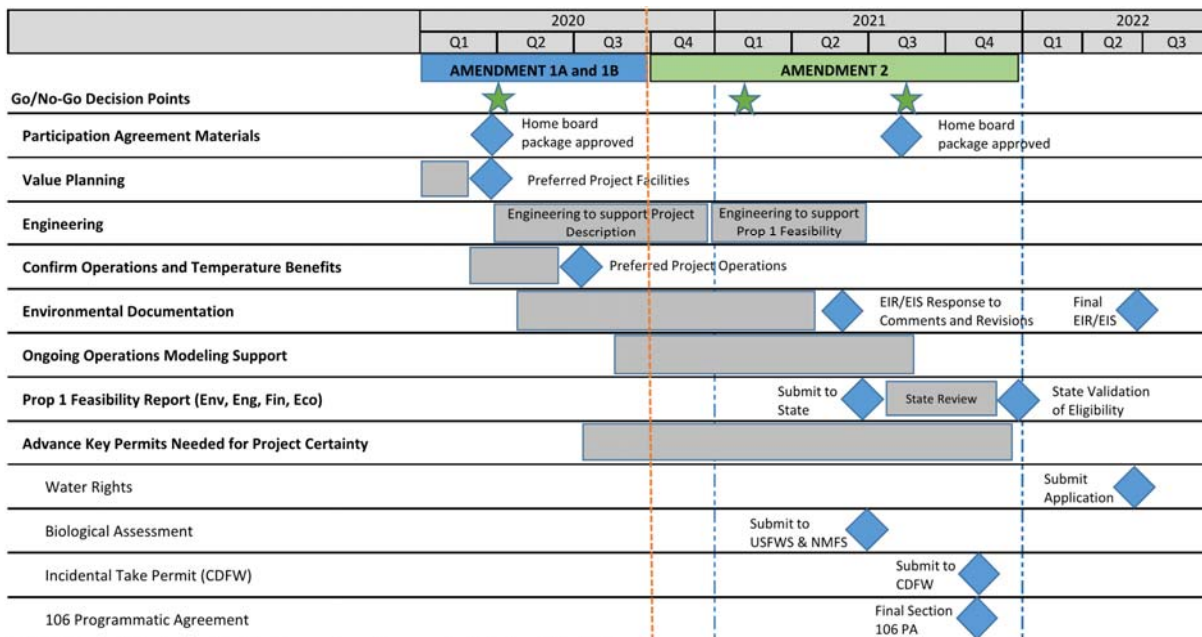 2020 2021 2022
Q1 Q2 Q3 Q4 Q1 Q2 Q3 Q4 Q1 Q2 Q3
AMENDMENT 1A and 1B AMENDMENT 2
Go/No-Go Decision Points
Participation Agreement Materials
Home board
package approved
Home board
package approved
Value Planning
Preferred Project Facilities
Engineering
Engineering to support Project
Description
Engineering to support
Prop 1 Feasibility
Confirm Operations and Temperature Benefits
Preferred Project Operations
Environmental Documentation
EIR/EIS Response to
Comments and Revisions
Final
EIR/EIS
Ongoing Operations Modeling Support
Prop 1 Feasibility Report (Env, Eng, Fin, Eco)
Submit to
State
State Review
State Validation
of Eligibility
Advance Key Permits Needed for Project Certainty
Water Rights
Submit
Application
Biological Assessment
Submit to
USFWS & NMFS
Incidental Take Permit (CDFW)
Submit to
CDFW
106 Programmatic Agreement
Final Section
106 PA